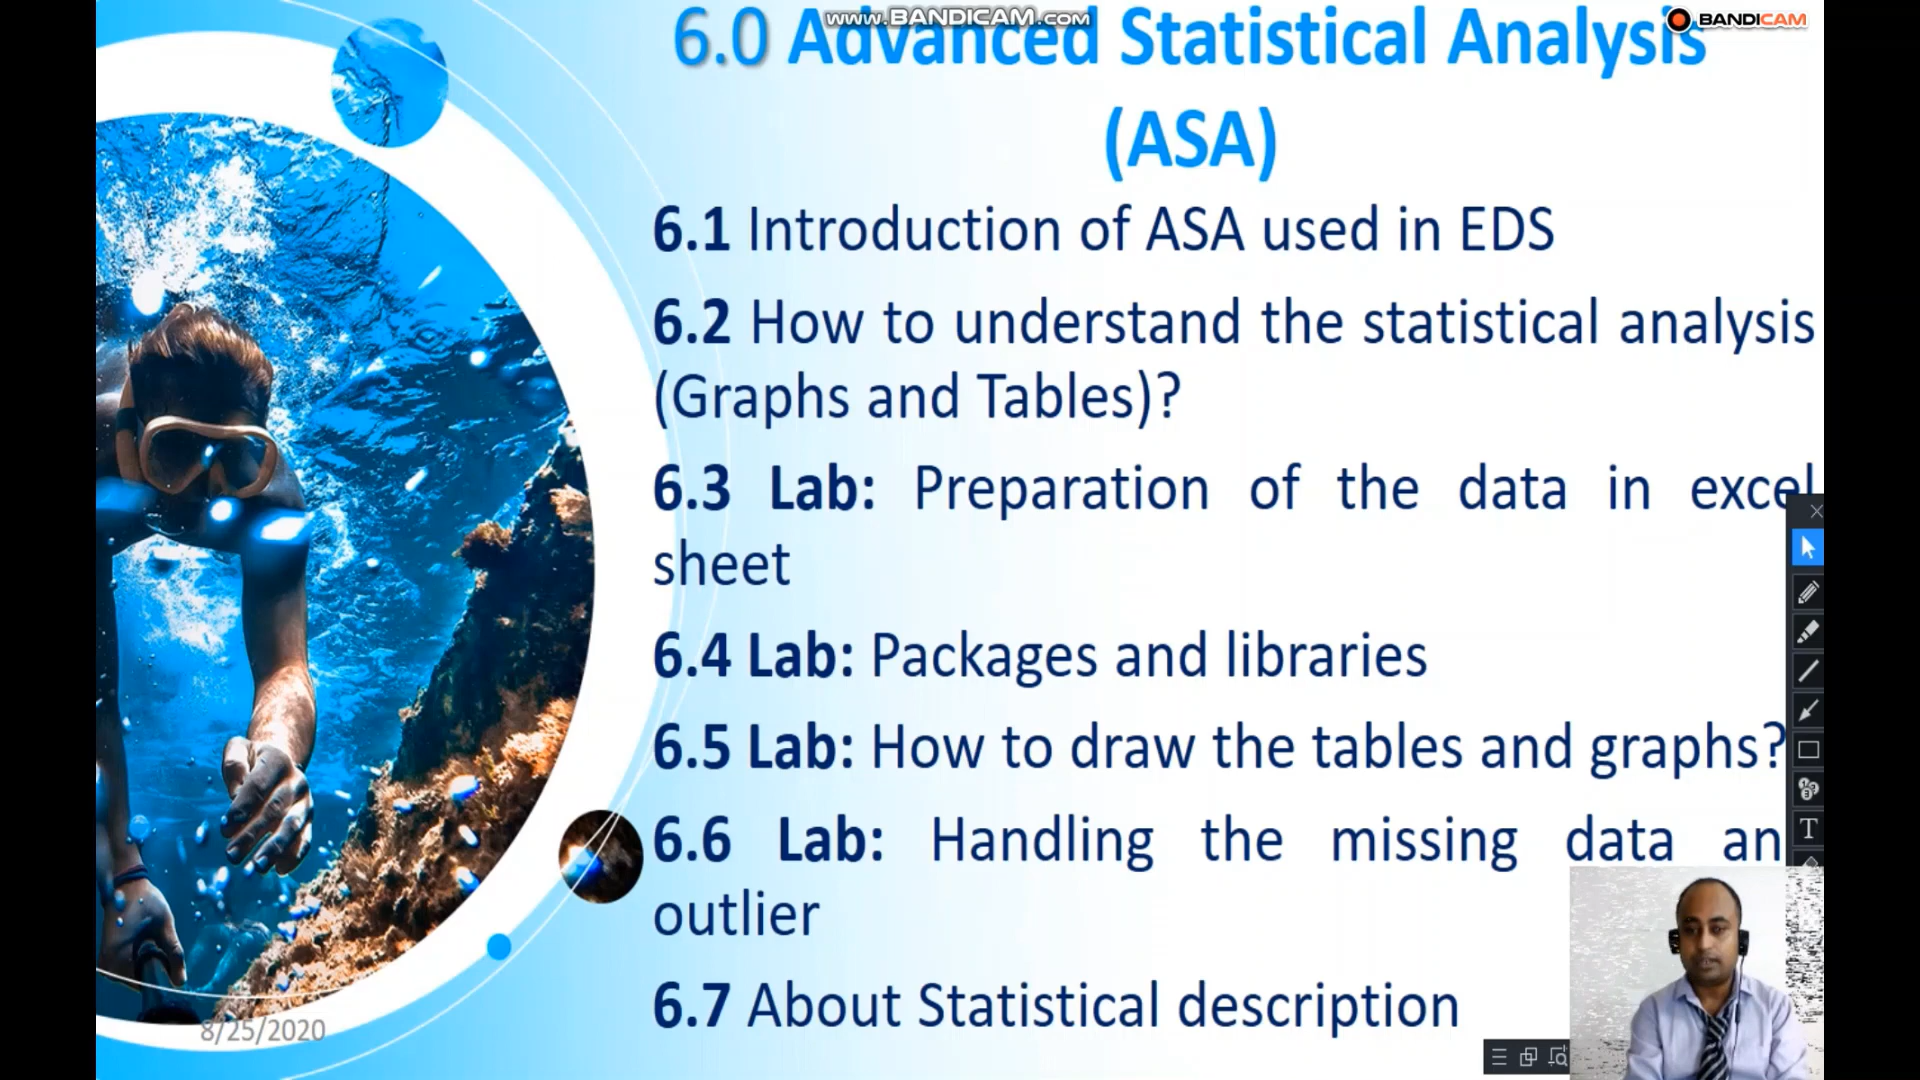 www.BANDICAM.com
BANDICAM
6.0 Advanced Statistical Analysis
(ASA)
6.1 Introduction of ASA used in EDS
6.2 How to understand the statistical analysis
(Graphs and Tables)?
6.3 Lab: Preparation of the data in excel
sheet
6.4 Lab: Packages and libraries
6.5 Lab: How to draw the tables and graphs?
6.6 Lab: Handling the missing data an
outlier
6.7 About Statistical description
8/25/2020
T